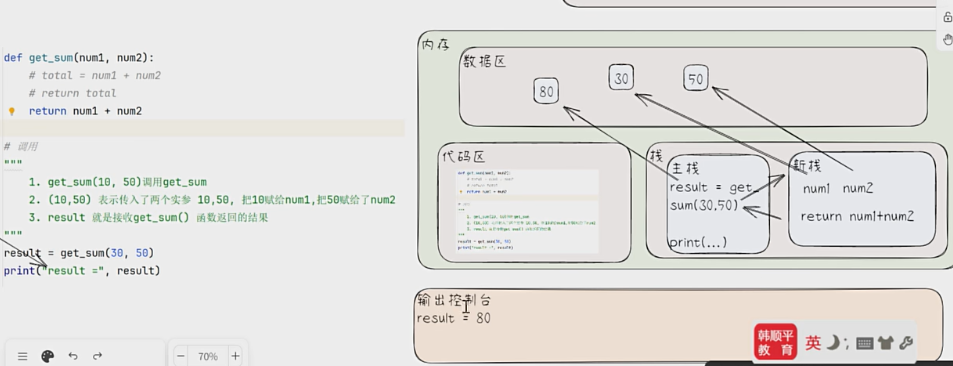 def get_sum(num1, num2):
# total = num1 + num2
# return total
return num1 + num2
# 调用
"""
1. get_sum(10, 50)调用get_sum
2. (10,50) 表示传入了两个实参 10,50, 把10赋给num1,把50赋给了num2
3. result 就是接收get_sum() 函数返回的结果
"""
result = get_sum(30, 50)
print("result =", result)
70%
内存
数据区
80
30
50
代码区
栈
主栈
result = get_
sum(30,50)
print(...)
新栈
num1 num2
return num1+num2
输出控制台
result = 80
韩顺平
教 育
英